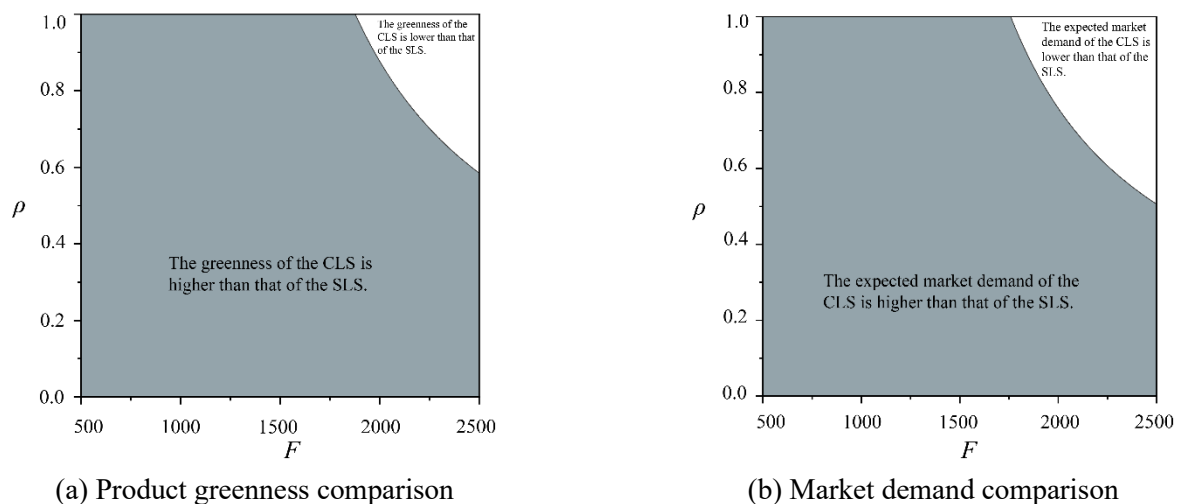 1.0
0.8
0.6
0.4
0.2
0.0
ρ
500
1000
1500
2000
2500
F
The greenness of the
CLS is lower than that
of the SLS.
The greenness of the CLS is
higher than that of the SLS.
(a) Product greenness comparison
1.0
0.8
0.6
0.4
0.2
0.0
ρ
500
1000
1500
2000
2500
F
The expected market
demand of the CLS is
lower than that of the
SLS.
The expected market demand of the
CLS is higher than that of the SLS.
(b) Market demand comparison